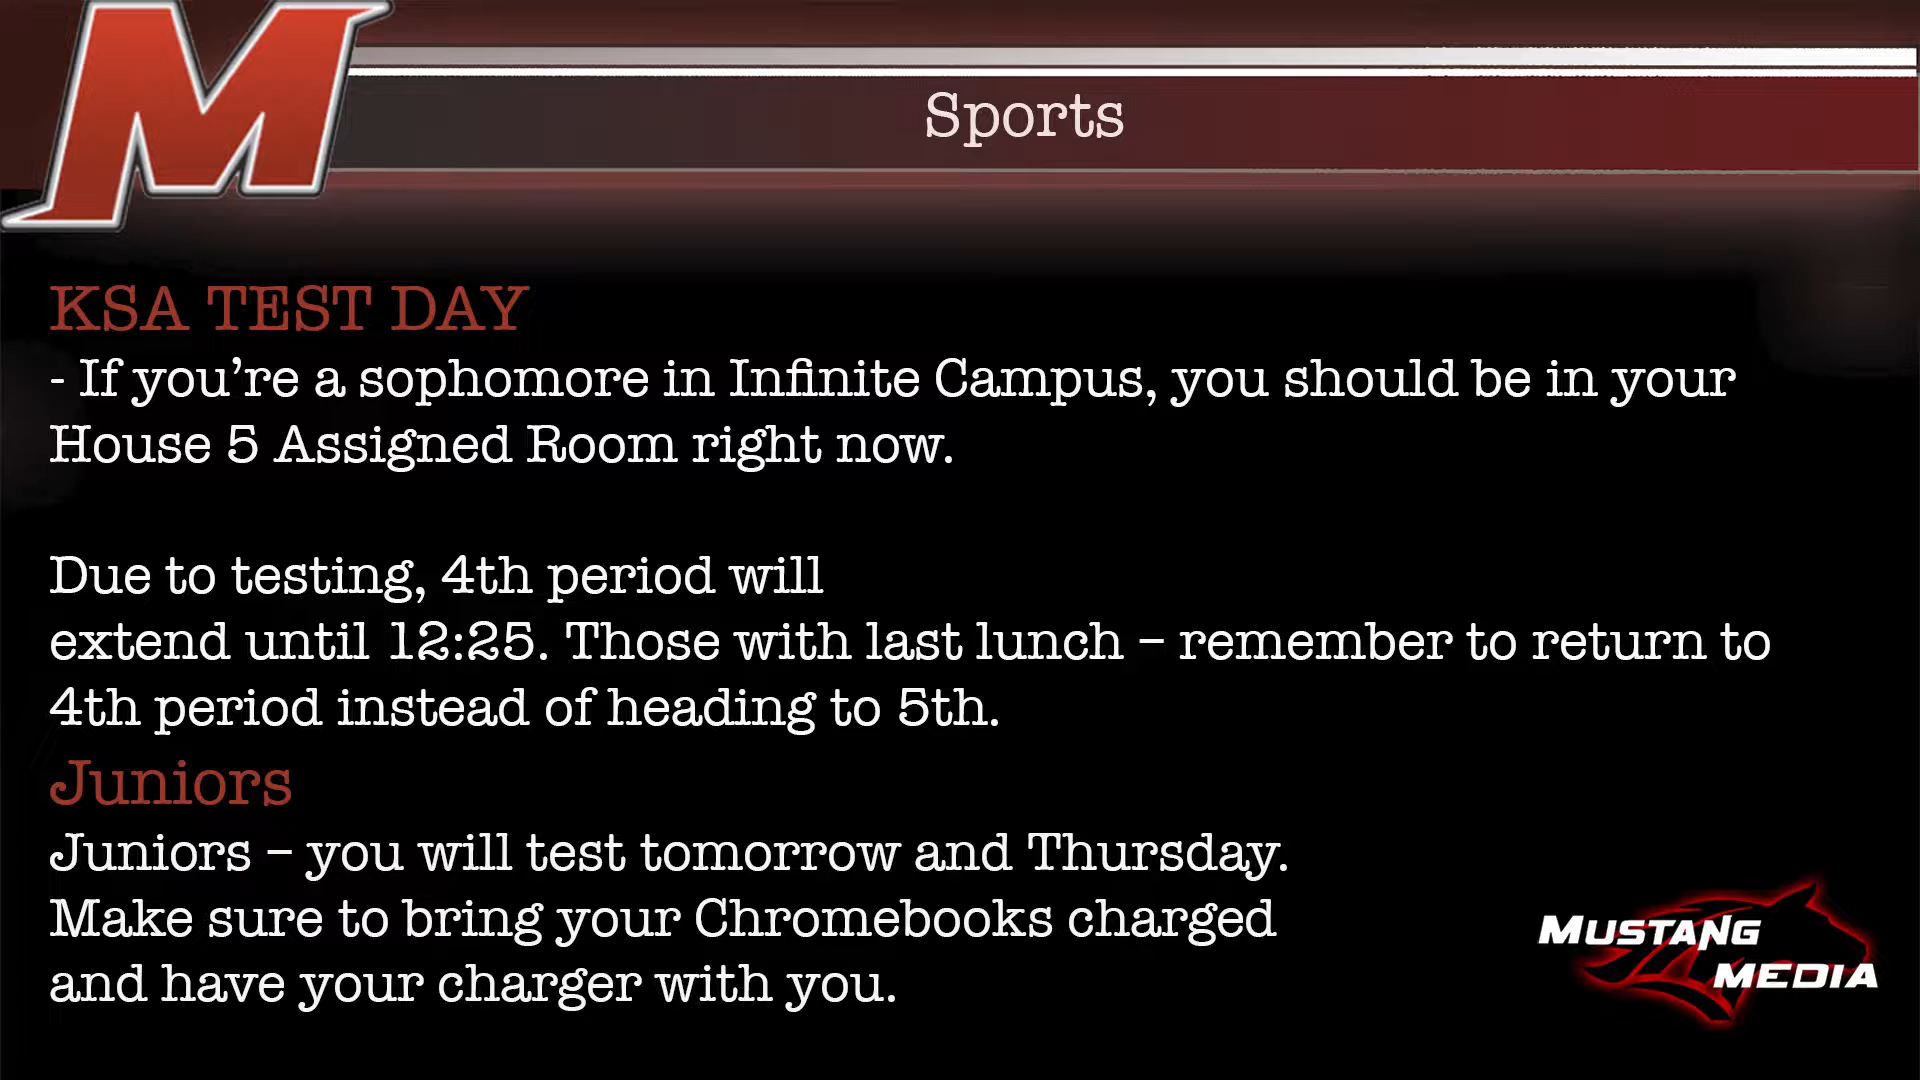 M
Sports
KSA TEST DAY
- If you’re a sophomore in Infinite Campus, you should be in your
House 5 Assigned Room right now.
Due to testing, 4th period will
extend until 12:25. Those with last lunch – remember to return to
4th period instead of heading to 5th.
Juniors
Juniors – you will test tomorrow and Thursday.
Make sure to bring your Chromebooks charged
and have your charger with you.
MUSTANG
MEDIA